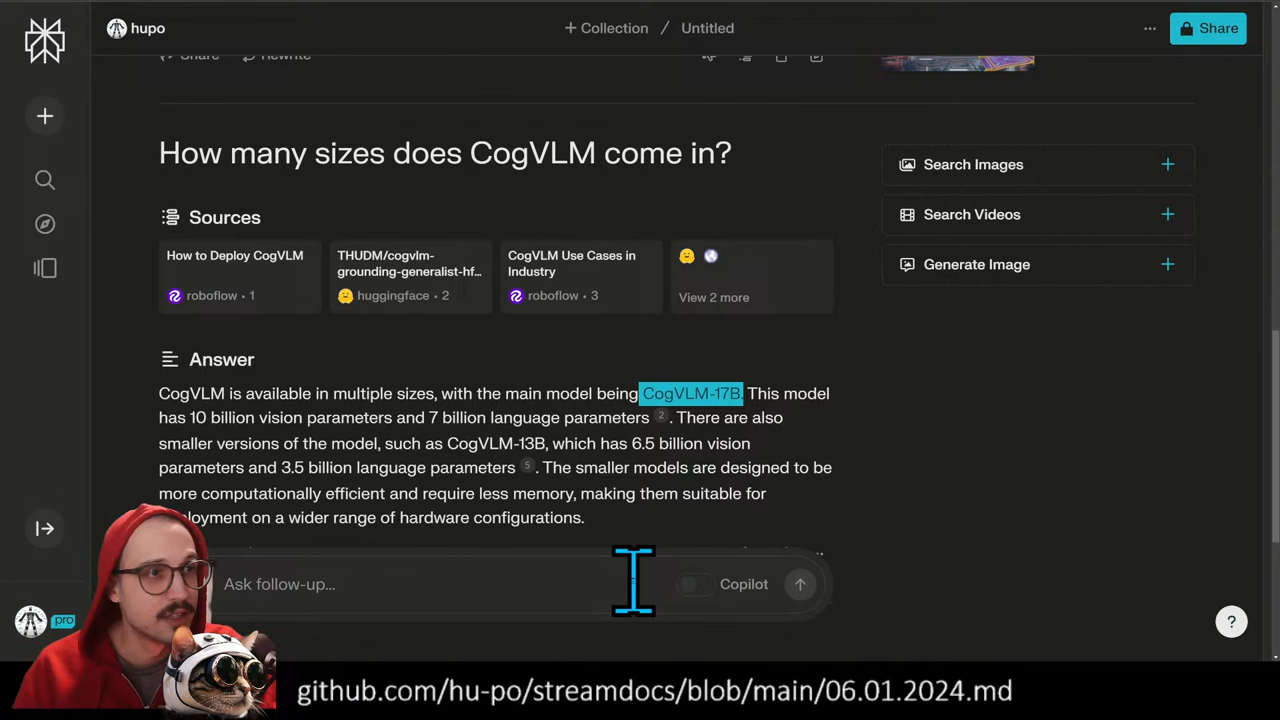 hupo
+ Collection / Untitled
Share
Share
Rewrite
How many sizes does CogVLM come in?
Sources
How to Deploy CogVLM
roboflow • 1
THUDM/cogvlm-
grounding-generalist-hf...
huggingface • 2
CogVLM Use Cases in
Industry
roboflow • 3
View 2 more
Search Images
Search Videos
Generate Image
Answer
CogVLM is available in multiple sizes, with the main model being CogVLM-17B. This model
has 10 billion vision parameters and 7 billion language parameters 2 . There are also
smaller versions of the model, such as CogVLM-13B, which has 6.5 billion vision
parameters and 3.5 billion language parameters 5 . The smaller models are designed to be
more computationally efficient and require less memory, making them suitable for
ployment on a wider range of hardware configurations.
Ask follow-up...
Copilot
pro
?
github.com/hu-po/streamdocs/blob/main/06.01.2024.md